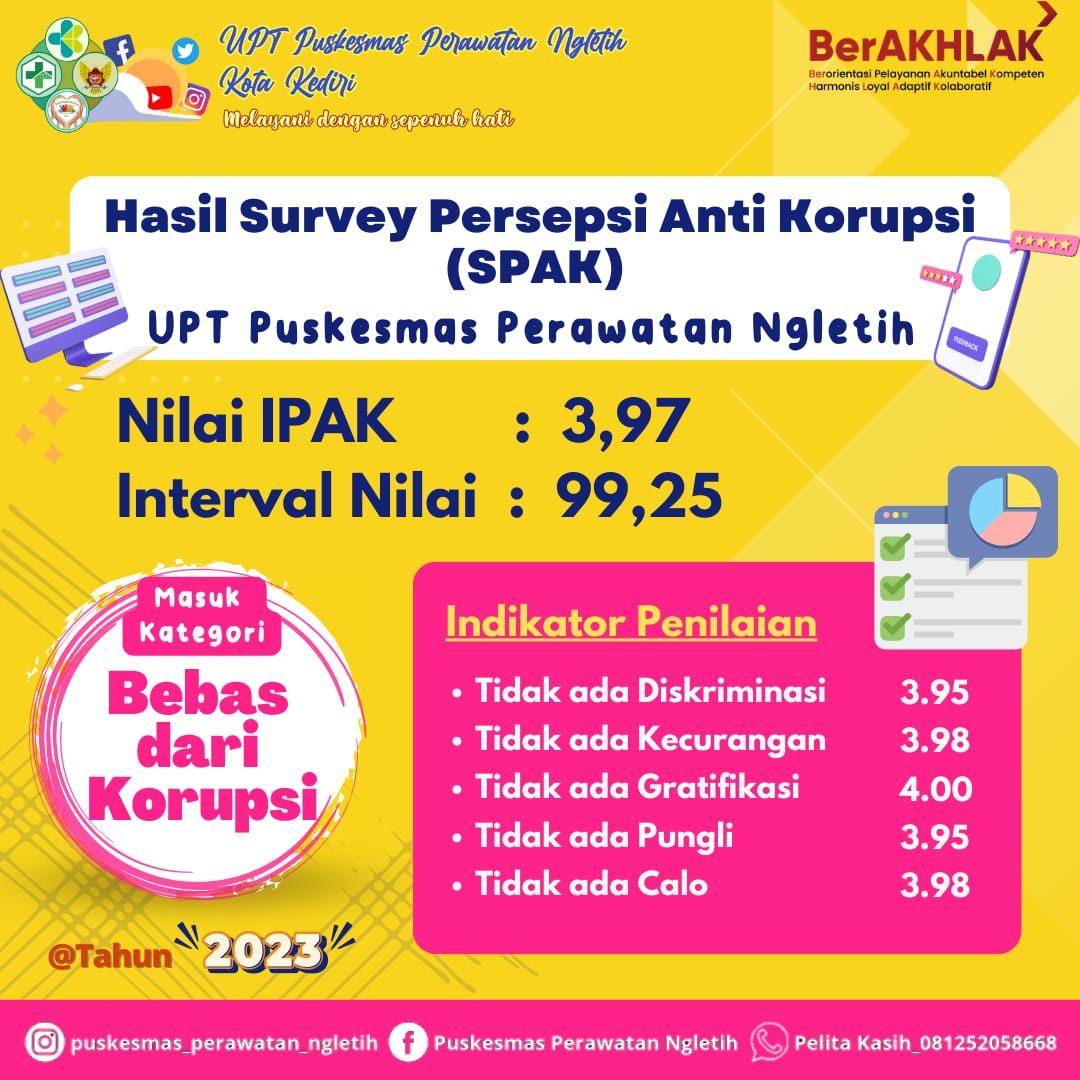 UPT Puskesmas Perawatan Ngletih
Kota Kediri
Melayani dengan sepenuh hati
BerAKHLAK
Berorientasi Pelayanan Akuntabel Kompeten
Harmonis Loyal Adaptif Kolaboratif
Hasil Survey Persepsi Anti Korupsi
(SPAK)
UPT Puskesmas Perawatan Ngletih
FEEDBACK
Nilai IPAK : 3,97
Interval Nilai : 99,25
Masuk
Kategori
Bebas
dari
Korupsi
Indikator Penilaian
• Tidak ada Diskriminasi 3.95
• Tidak ada Kecurangan 3.98
• Tidak ada Gratifikasi 4.00
• Tidak ada Pungli 3.95
• Tidak ada Calo 3.98
@Tahun 2023
puskesmas_perawatan_ngletih Puskesmas Perawatan Ngletih Pelita Kasih_081252058668